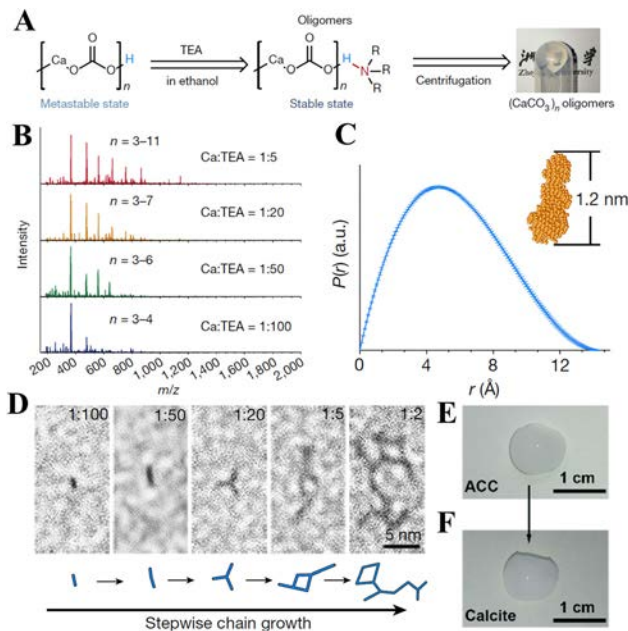 A
Oligomers
Ca
O
O
O
H
n
Metastable state
TEA
in ethanol
Ca
O
O
O
H
N
R
R
R
n
Stable state
Centrifugation
(CaCO3)n oligomers
B
n = 3–11
Ca:TEA = 1:5
n = 3–7
Ca:TEA = 1:20
n = 3–6
Ca:TEA = 1:50
n = 3–4
Ca:TEA = 1:100
Intensity
200 400 600 800 1,000 1,200 1,400 1,600 1,800 2,000
m/z
C
1.2 nm
P(r) (a.u.)
0 4 8 12
r (Å)
D
1:100 1:50 1:20 1:5 1:2
5 nm
Stepwise chain growth
E
ACC
1 cm
F
Calcite
1 cm